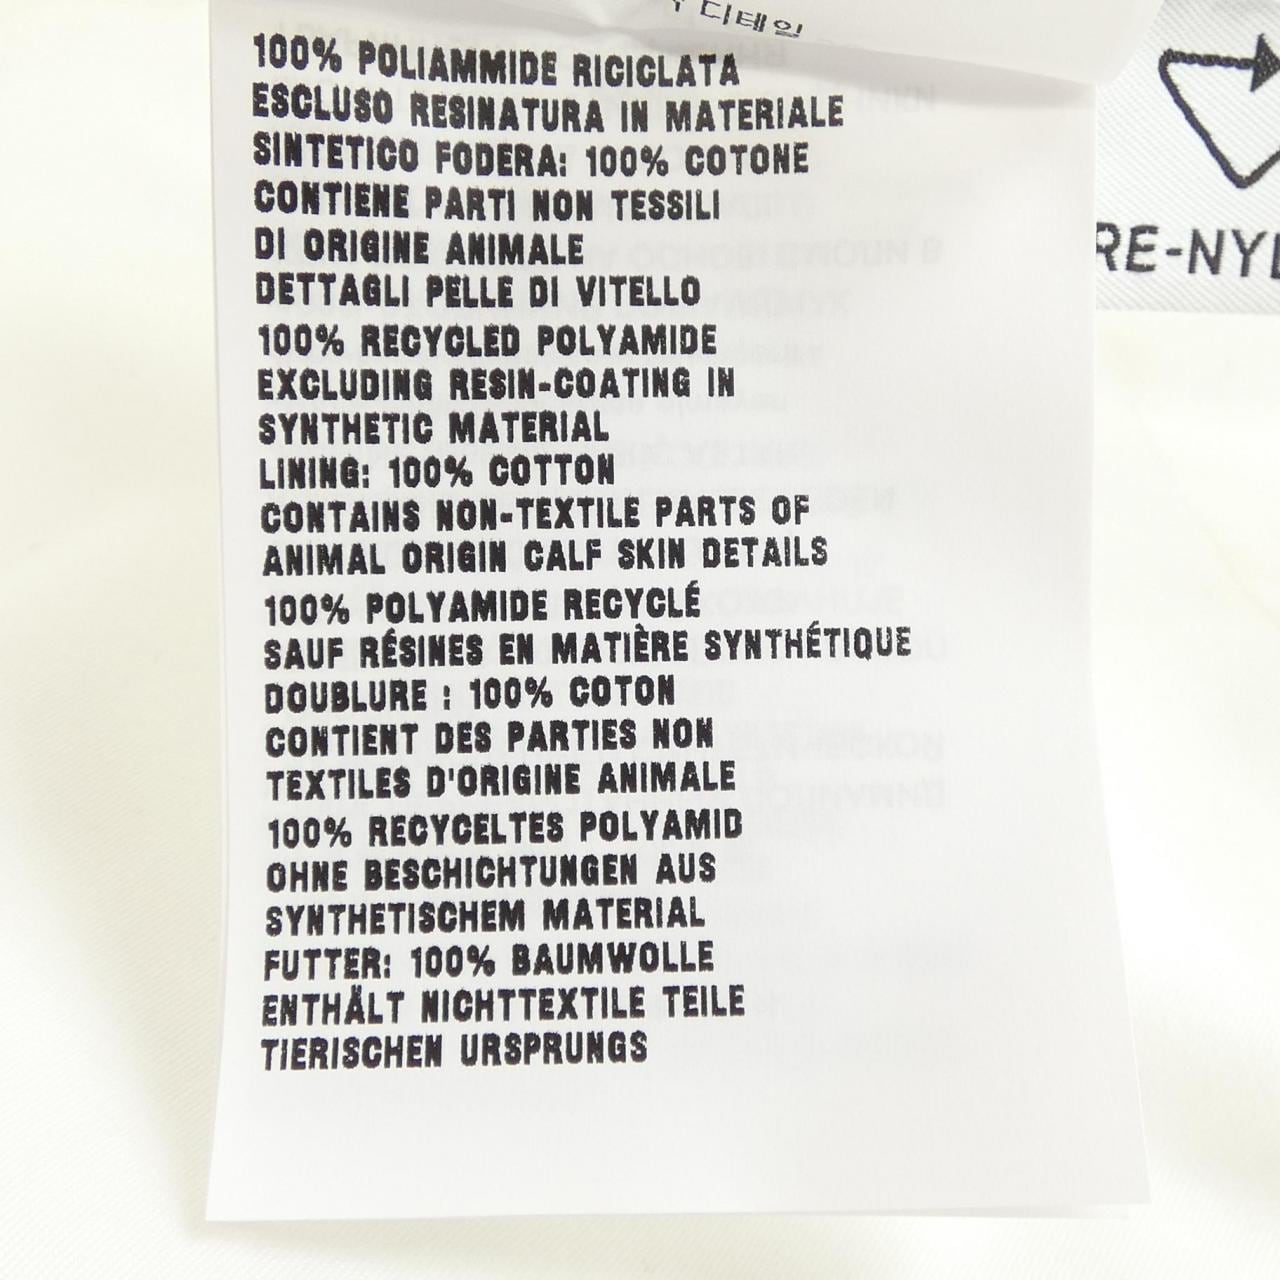 디테일
100% POLIAMMIDE RICICLATA
ESCLUSO RESINATURA IN MATERIALE
SINTETICO FODERA: 100% COTONE
CONTIENE PARTI NON TESSILI
DI ORIGINE ANIMALE
DETTAGLI PELLE DI VITELLO
100% RECYCLED POLYAMIDE
EXCLUDING RESIN-COATING IN
SYNTHETIC MATERIAL
LINING: 100% COTTON
CONTAINS NON-TEXTILE PARTS OF
ANIMAL ORIGIN CALF SKIN DETAILS
100% POLYAMIDE RECYCLÉ
SAUF RÉSINES EN MATIÈRE SYNTHÉTIQUE
DOUBLURE : 100% COTON
CONTIENT DES PARTIES NON
TEXTILES D'ORIGINE ANIMALE
100% RECYCELTES POLYAMID
OHNE BESCHICHTUNGEN AUS
SYNTHETISCHEM MATERIAL
FUTTER: 100% BAUMWOLLE
ENTHÄLT NICHTTEXTILE TEILE
TIERISCHEN URSPRUNGS
RE-NY